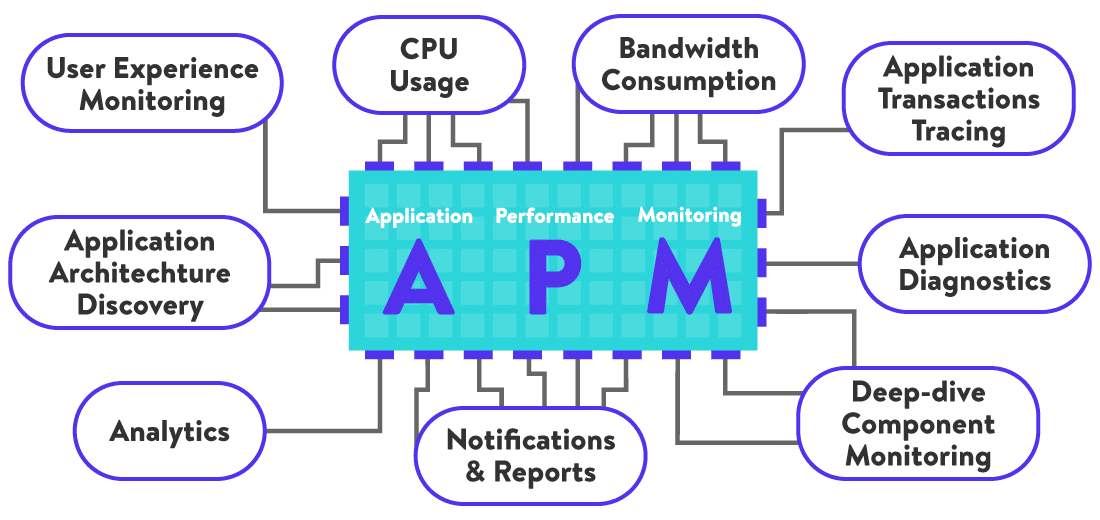 User Experience
Monitoring
CPU
Usage
Bandwidth
Consumption
Application
Transactions
Tracing
Application Performance Monitoring
A P M
Application
Architechture
Discovery
Application
Diagnostics
Analytics
Notifications
& Reports
Deep-dive
Component
Monitoring